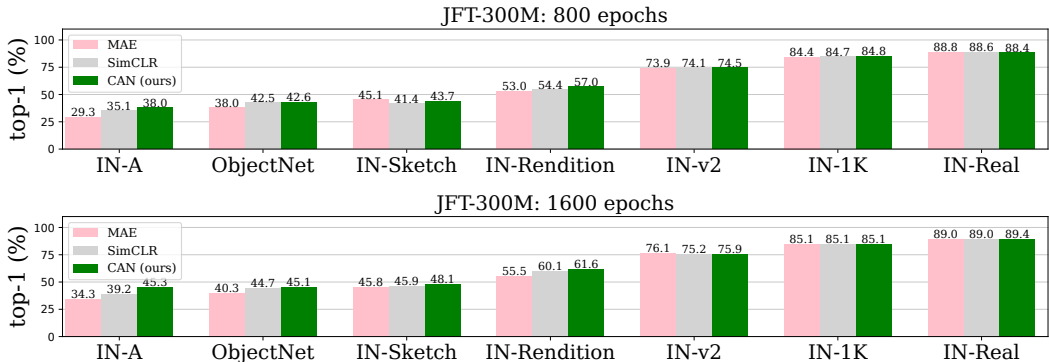 JFT-300M: 800 epochs
top-1 (%)
100
75
50
25
0
MAE
SimCLR
CAN (ours)
29.3 35.1 38.0 38.0 42.5 42.6 45.1 41.4 43.7 53.0 54.4 57.0 73.9 74.1 74.5 84.4 84.7 84.8 88.8 88.6 88.4
IN-A ObjectNet IN-Sketch IN-Rendition IN-v2 IN-1K IN-Real
JFT-300M: 1600 epochs
top-1 (%)
100
75
50
25
0
MAE
SimCLR
CAN (ours)
34.3 39.2 45.3 40.3 44.7 45.1 45.8 45.9 48.1 55.5 60.1 61.6 76.1 75.2 75.9 85.1 85.1 85.1 89.0 89.0 89.4
IN-A ObjectNet IN-Sketch IN-Rendition IN-v2 IN-1K IN-Real